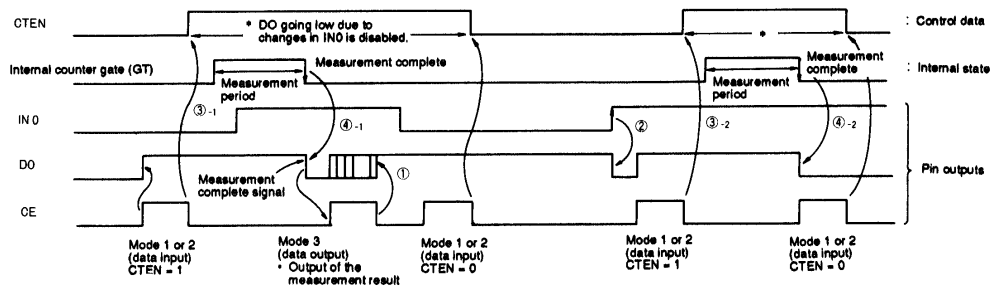 CTEN
* DO going low due to
changes in IN0 is disabled.
*
: Control data
Internal counter gate (GT)
Measurement complete
Measurement
period
Measurement
complete
Measurement
period
: Internal state
IN 0
③-1
④-1
②
③-2
④-2
DO
Measurement
complete signal
①
Pin outputs
CE
Mode 1 or 2
(data input)
CTEN = 1
Mode 3
(data output)
• Output of the
measurement result
Mode 1 or 2
(data input)
CTEN = 0
Mode 1 or 2
(data input)
CTEN = 1
Mode 1 or 2
(data input)
CTEN = 0